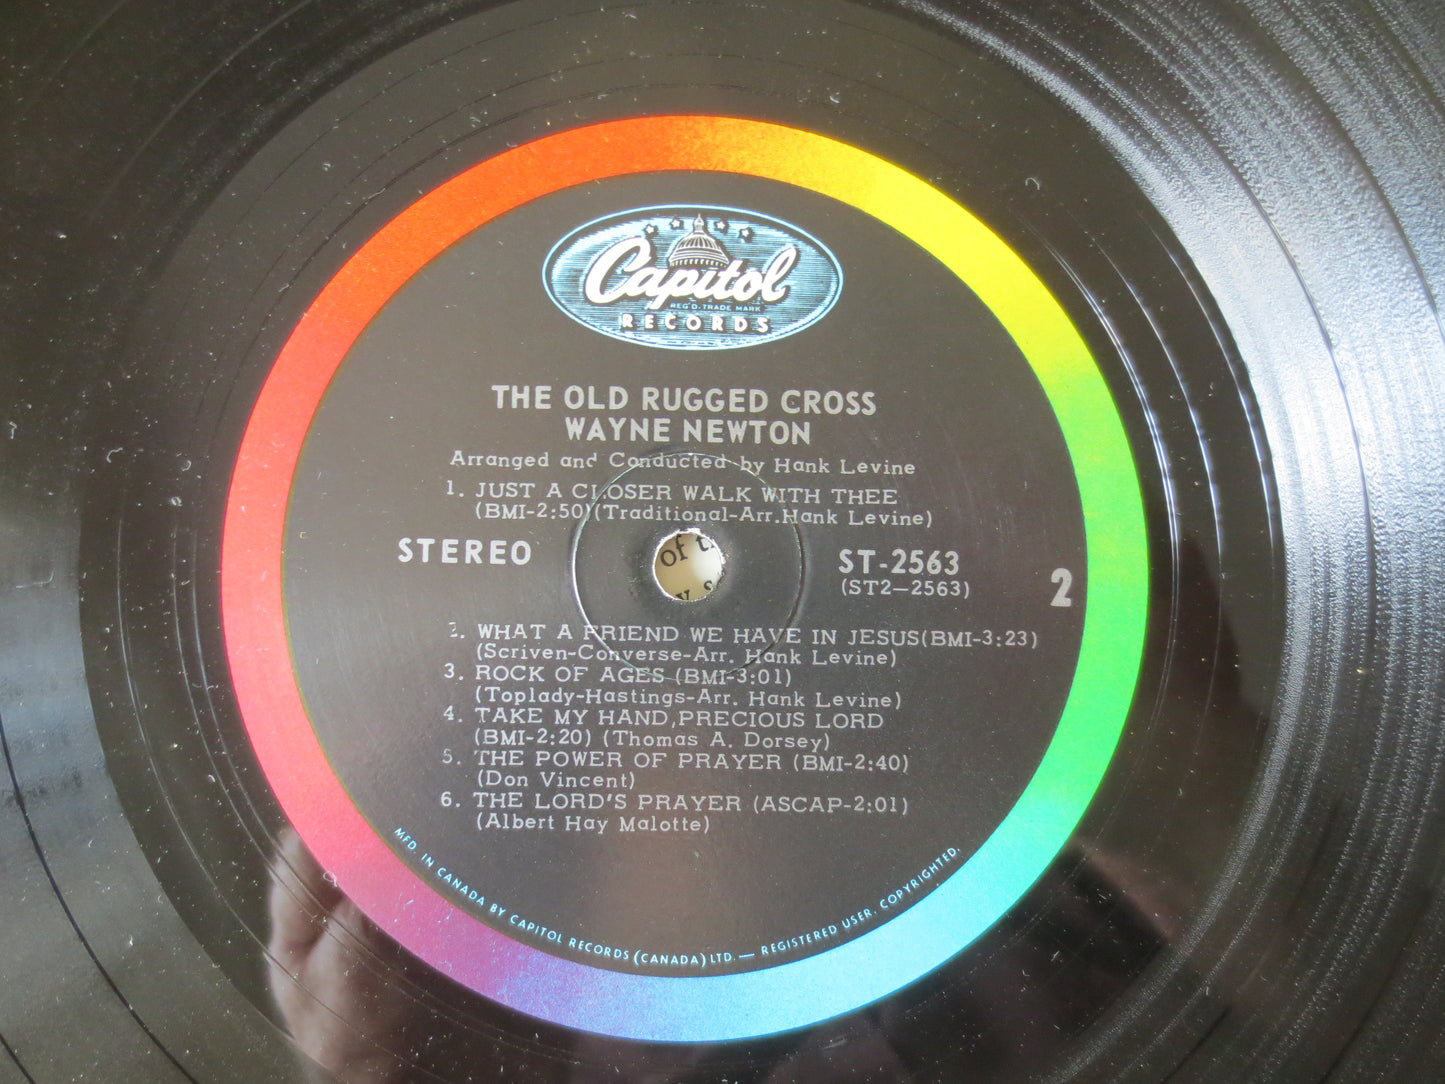 Capitol
REG'D. TRADE MARK
RECORDS
THE OLD RUGGED CROSS
WAYNE NEWTON
Arranged and Conducted by Hank Levine
1. JUST A CLOSER WALK WITH THEE
(BMI-2:50)(Traditional-Arr.Hank Levine)
STEREO
of t
ST-2563
(ST2-2563)
2
2. WHAT A FRIEND WE HAVE IN JESUS(BMI-3:23)
(Scriven-Converse-Arr. Hank Levine)
3. ROCK OF AGES (BMI-3:01)
(Toplady-Hastings-Arr. Hank Levine)
4. TAKE MY HAND,PRECIOUS LORD
(BMI-2:20) (Thomas A. Dorsey)
5. THE POWER OF PRAYER (BMI-2:40)
(Don Vincent)
6. THE LORD'S PRAYER (ASCAP-2:01)
(Albert Hay Malotte)
MFD. IN CANADA BY CAPITOL RECORDS (CANADA) LTD. — REGISTERED USER. COPYRIGHTED.